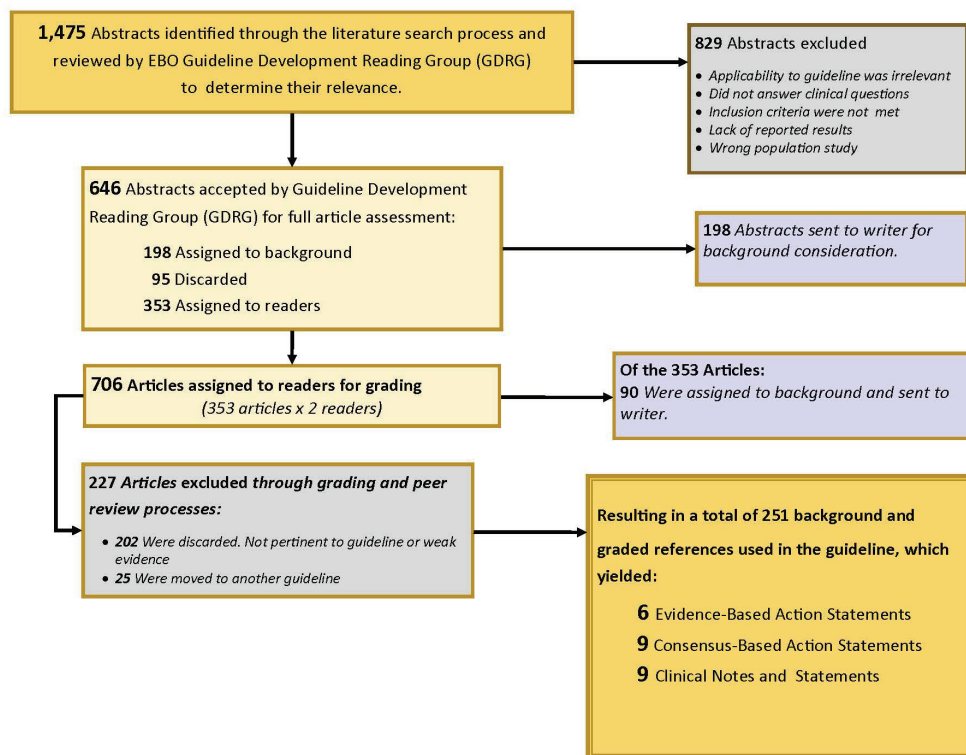 1,475 Abstracts identified through the literature search process and
reviewed by EBO Guideline Development Reading Group (GDRG)
to determine their relevance.
829 Abstracts excluded
• Applicability to guideline was irrelevant
• Did not answer clinical questions
• Inclusion criteria were not met
• Lack of reported results
• Wrong population study
646 Abstracts accepted by Guideline Development
Reading Group (GDRG) for full article assessment:
198 Assigned to background
95 Discarded
353 Assigned to readers
198 Abstracts sent to writer for
background consideration.
706 Articles assigned to readers for grading
(353 articles x 2 readers)
Of the 353 Articles:
90 Were assigned to background and sent to
writer.
227 Articles excluded through grading and peer
review processes:
• 202 Were discarded. Not pertinent to guideline or weak
evidence
• 25 Were moved to another guideline
Resulting in a total of 251 background and
graded references used in the guideline, which
yielded:
6 Evidence-Based Action Statements
9 Consensus-Based Action Statements
9 Clinical Notes and Statements